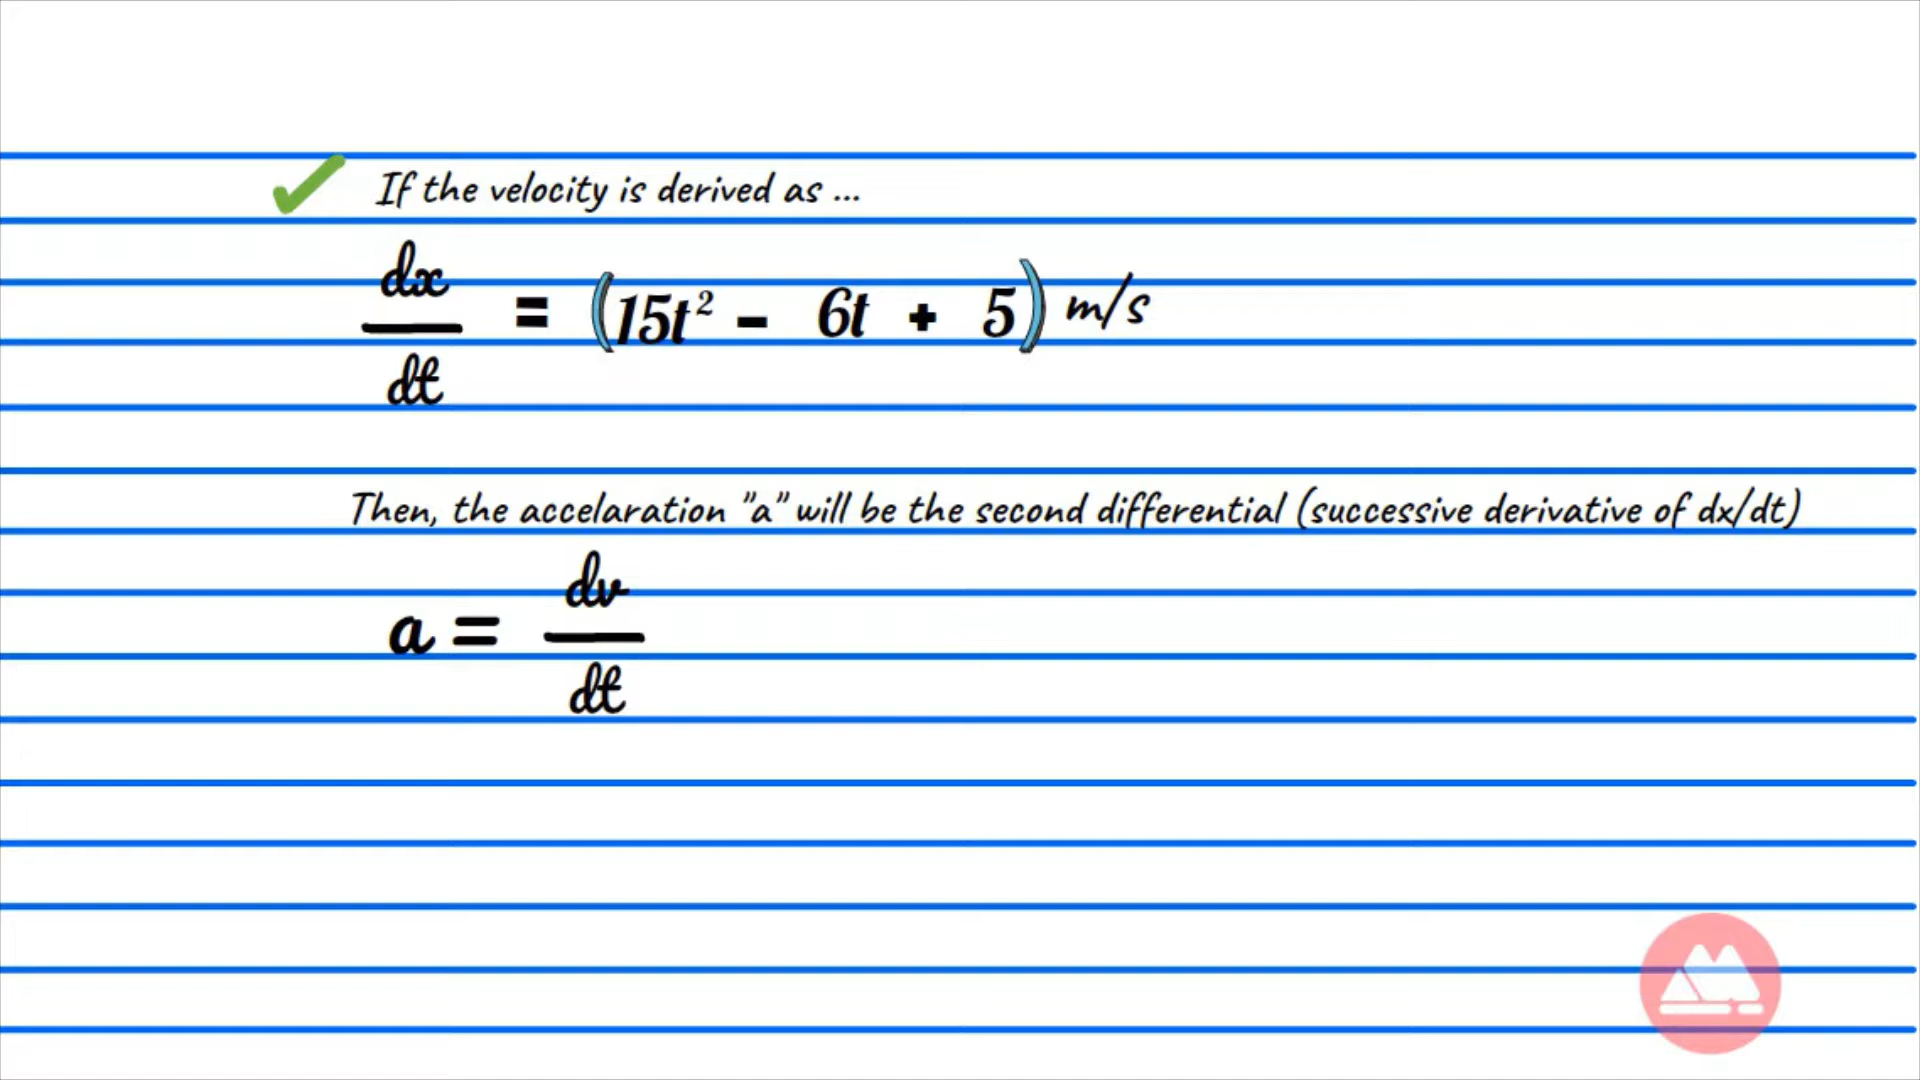 If the velocity is derived as ...
dx/dt = (15t² - 6t + 5) m/s
Then, the accelaration "a" will be the second differential (successive derivative of dx/dt)
a = dv/dt